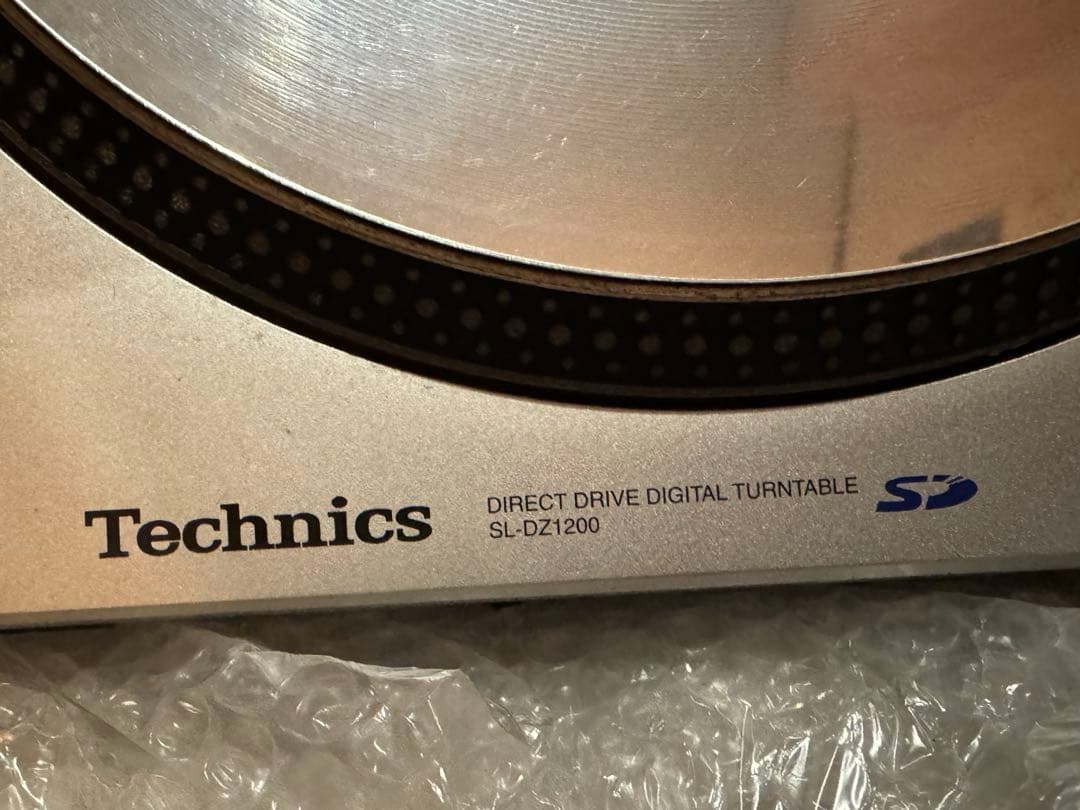 Technics
DIRECT DRIVE DIGITAL TURNTABLE
SL-DZ1200
SD